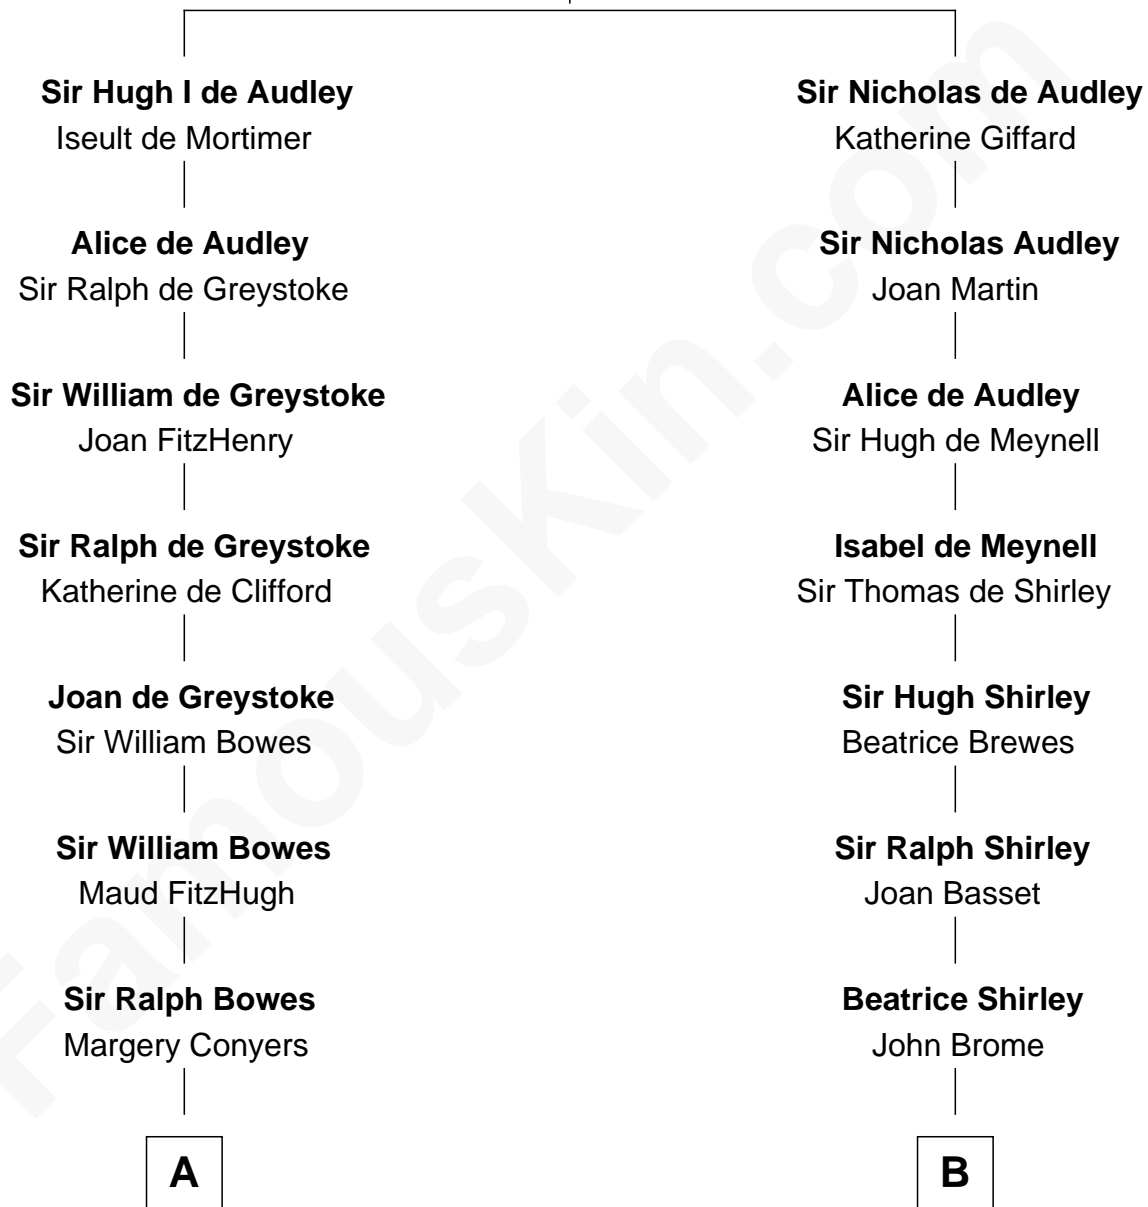 Sir Hugh I de Audley
Iseult de Mortimer
Alice de Audley
Sir Ralph de Greystoke
Sir William de Greystoke
Joan FitzHenry
Sir Ralph de Greystoke
Katherine de Clifford
Joan de Greystoke
Sir William Bowes
Sir William Bowes
Maud FitzHugh
Sir Ralph Bowes
Margery Conyers
A
Sir Nicholas de Audley
Katherine Giffard
Sir Nicholas Audley
Joan Martin
Alice de Audley
Sir Hugh de Meynell
Isabel de Meynell
Sir Thomas de Shirley
Sir Hugh Shirley
Beatrice Brewes
Sir Ralph Shirley
Joan Basset
Beatrice Shirley
John Brome
B
FamousKin.com